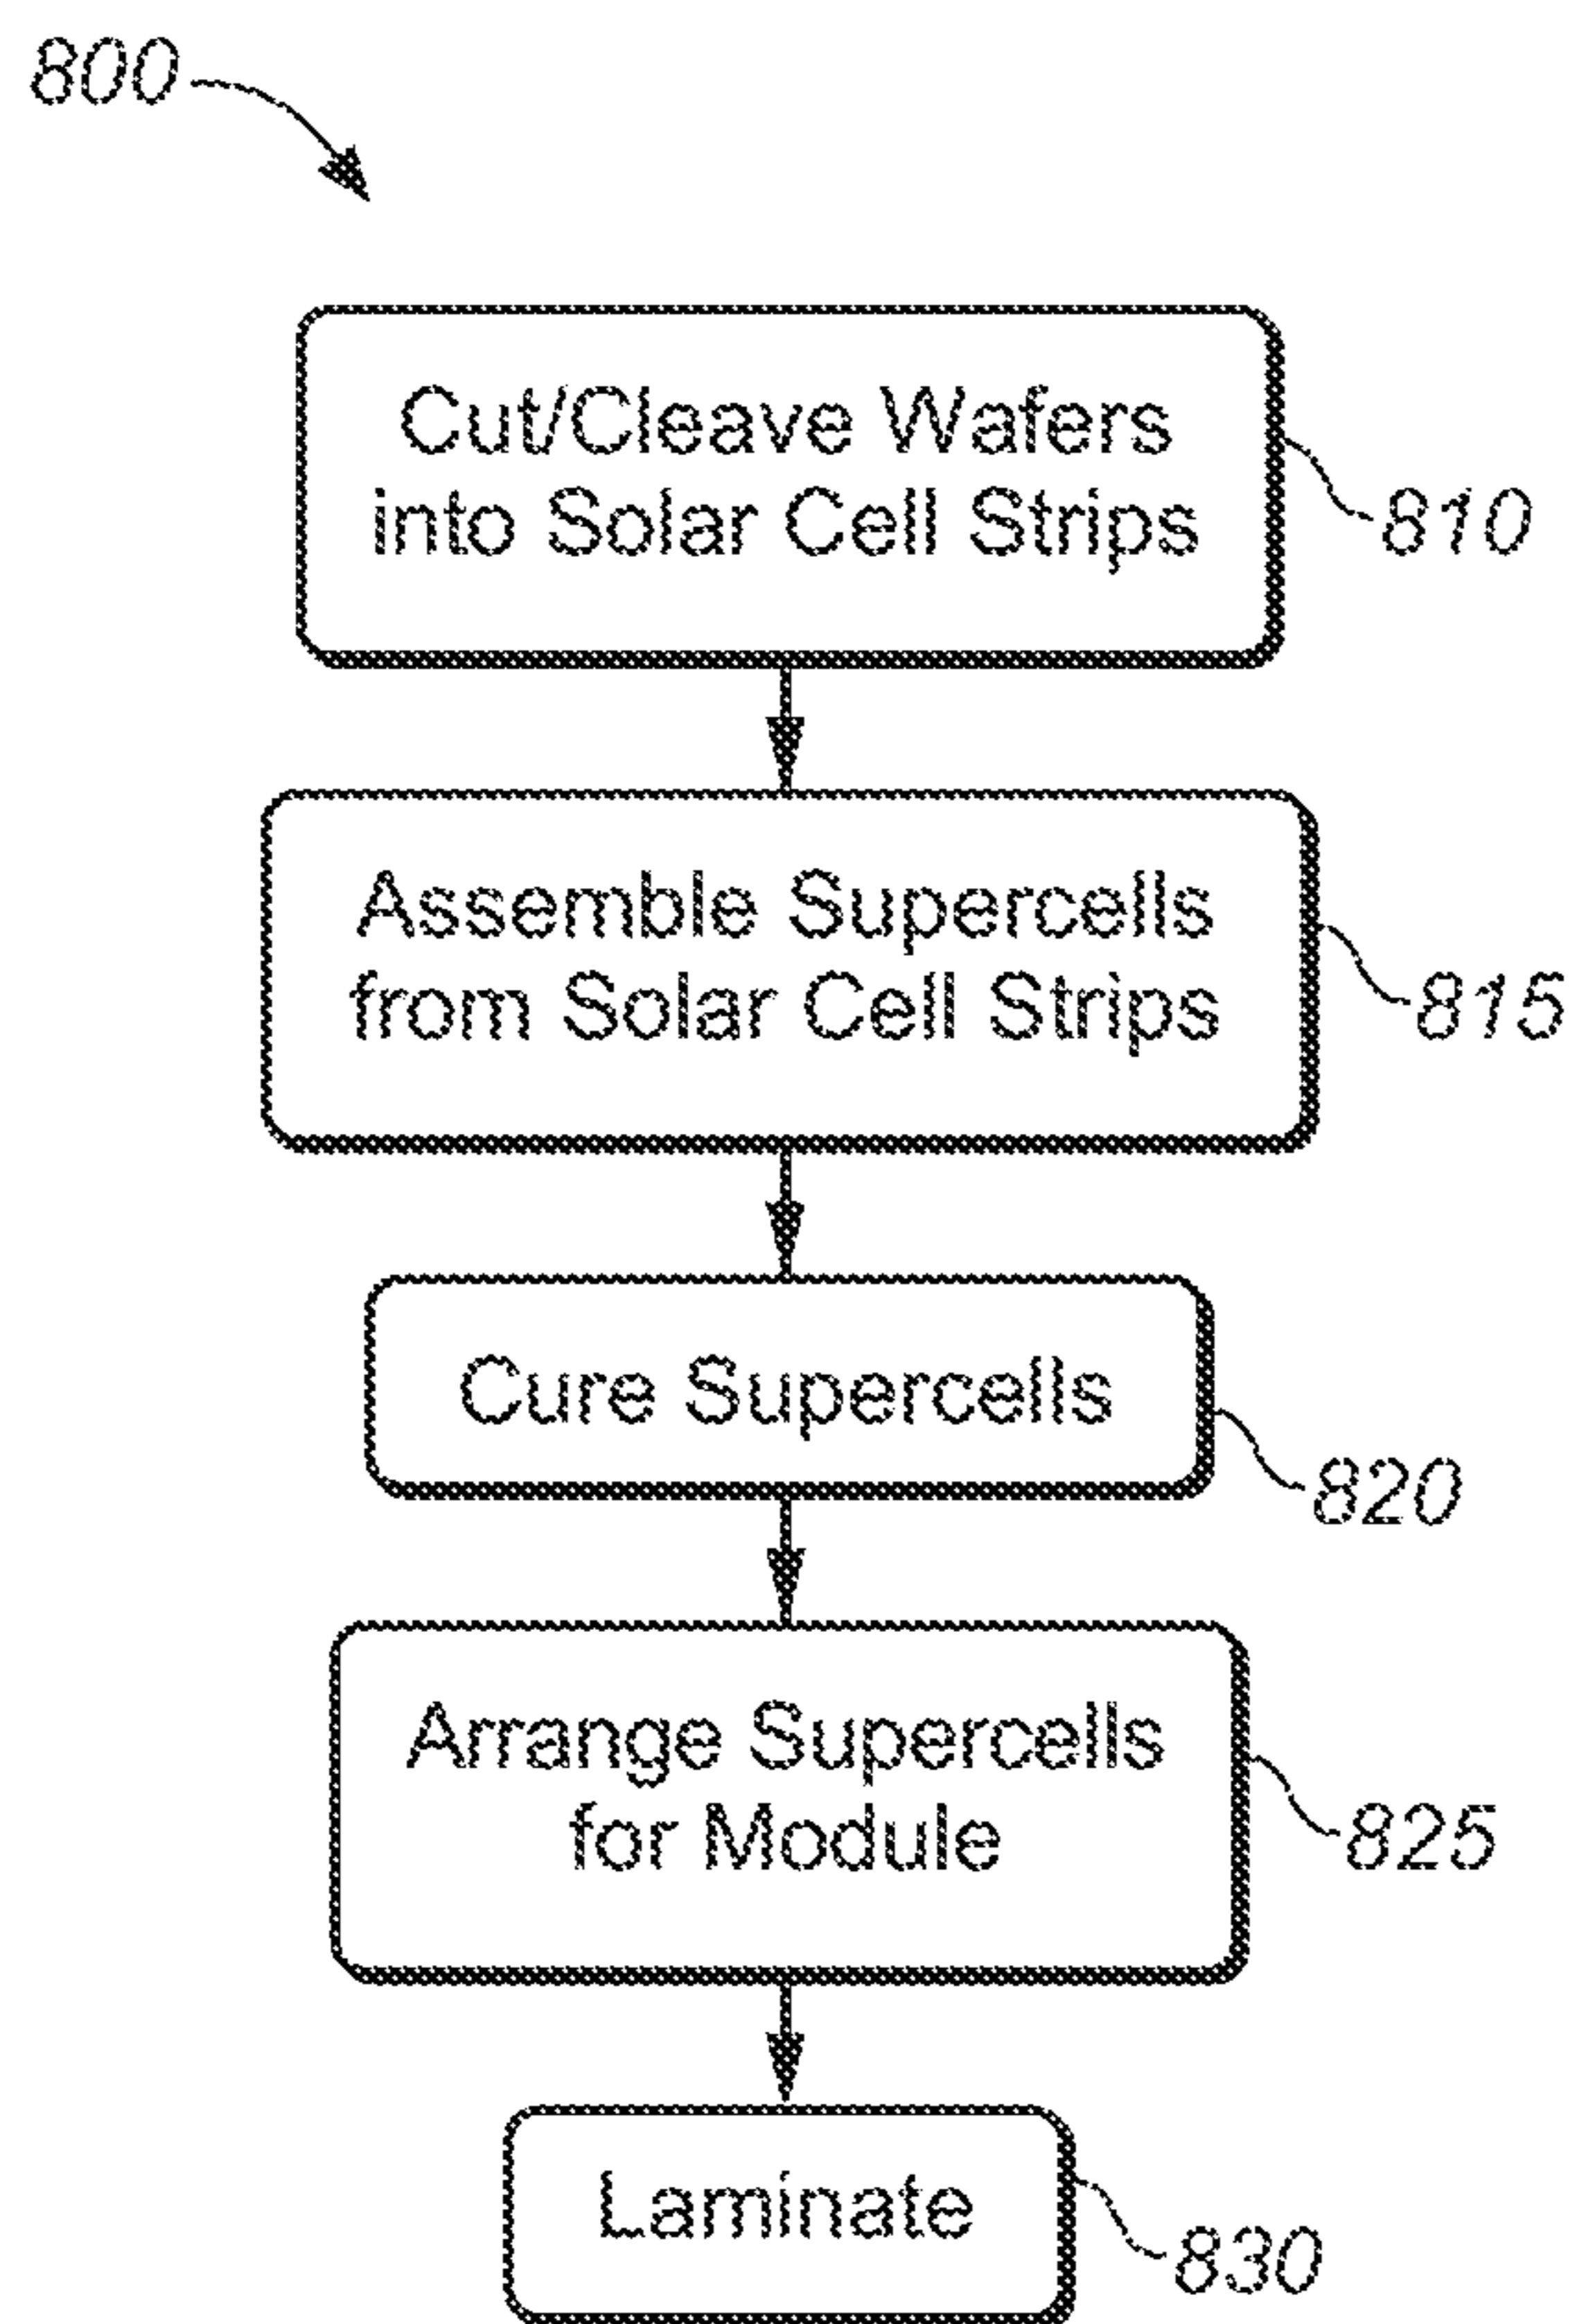 800
Cut/Cleave Wafers
into Solar Cell Strips
810
Assemble Supercells
from Solar Cell Strips
815
Cure Supercells
820
Arrange Supercells
for Module
825
Laminate
830